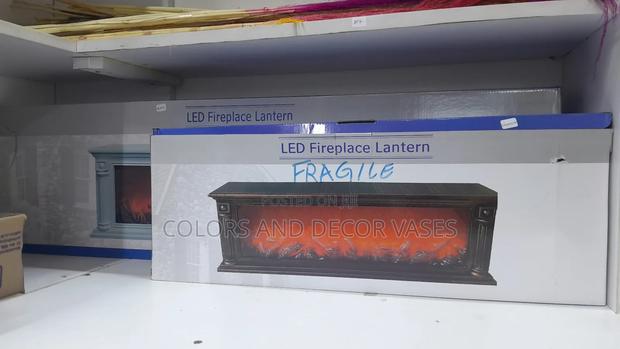 LED Fireplace Lantern
LED Fireplace Lantern
FRAGILE
POSTED ON
COLORS AND DECOR VASES